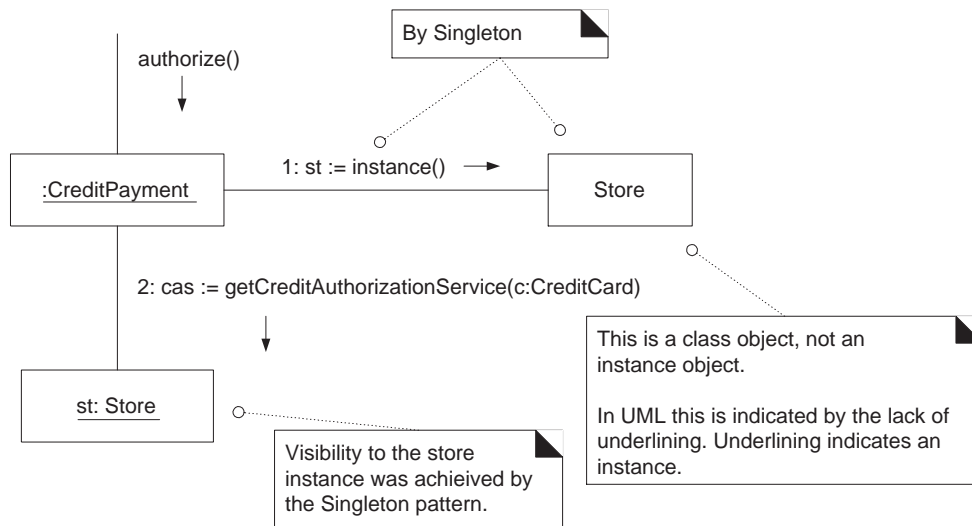 By Singleton
authorize()
1: st := instance()
:CreditPayment
Store
2: cas := getCreditAuthorizationService(c:CreditCard)
This is a class object, not an
instance object.
In UML this is indicated by the lack of
underlining. Underlining indicates an
instance.
st: Store
Visibility to the store
instance was achieived by
the Singleton pattern.